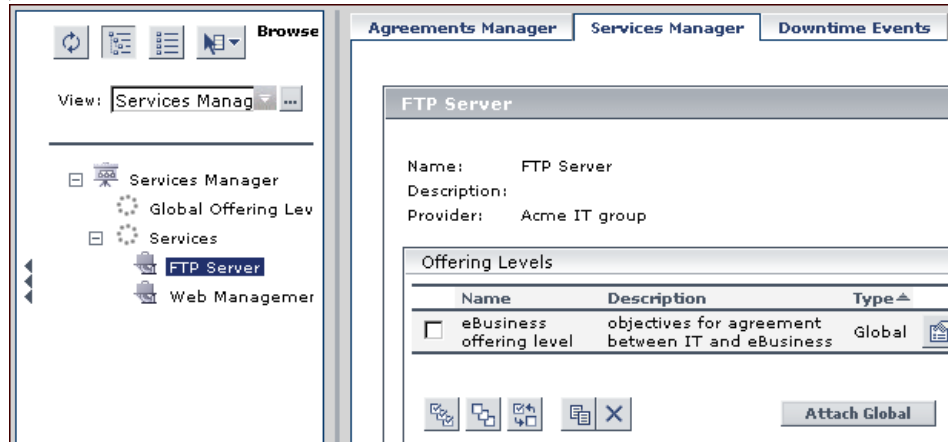 Browse
View: Services Manag ...
Services Manager
Global Offering Lev
Services
FTP Server
Web Managemer
Agreements Manager Services Manager Downtime Events
FTP Server
Name: FTP Server
Description:
Provider: Acme IT group
Offering Levels
Name Description Type
eBusiness offering level objectives for agreement between IT and eBusiness Global
Attach Global